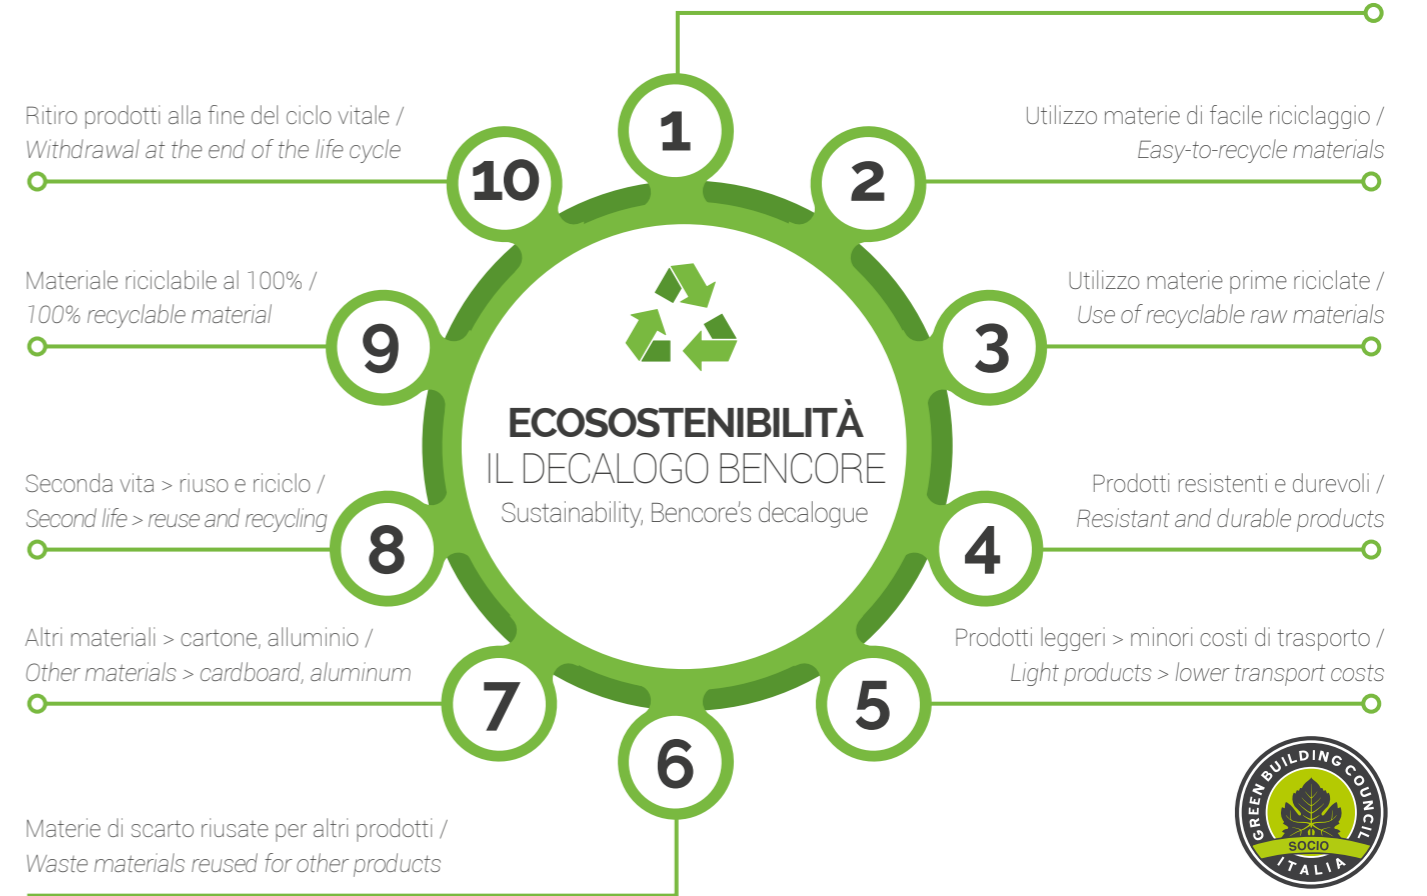 1
Utilizzo materie di facile riciclaggio /
Easy-to-recycle materials
2
Utilizzo materie prime riciclate /
Use of recyclable raw materials
3
Prodotti resistenti e durevoli /
Resistant and durable products
4
Prodotti leggeri > minori costi di trasporto /
Light products > lower transport costs
5
6
Materie di scarto riusate per altri prodotti /
Waste materials reused for other products
7
Altri materiali > cartone, alluminio /
Other materials > cardboard, aluminum
8
Seconda vita > riuso e riciclo /
Second life > reuse and recycling
9
Materiale riciclabile al 100% /
100% recyclable material
10
Ritiro prodotti alla fine del ciclo vitale /
Withdrawal at the end of the life cycle
ECOSOSTENIBILITÀ
IL DECALOGO BENCORE
Sustainability, Bencore's decalogue
GREEN BUILDING COUNCIL
SOCIO
ITALIA